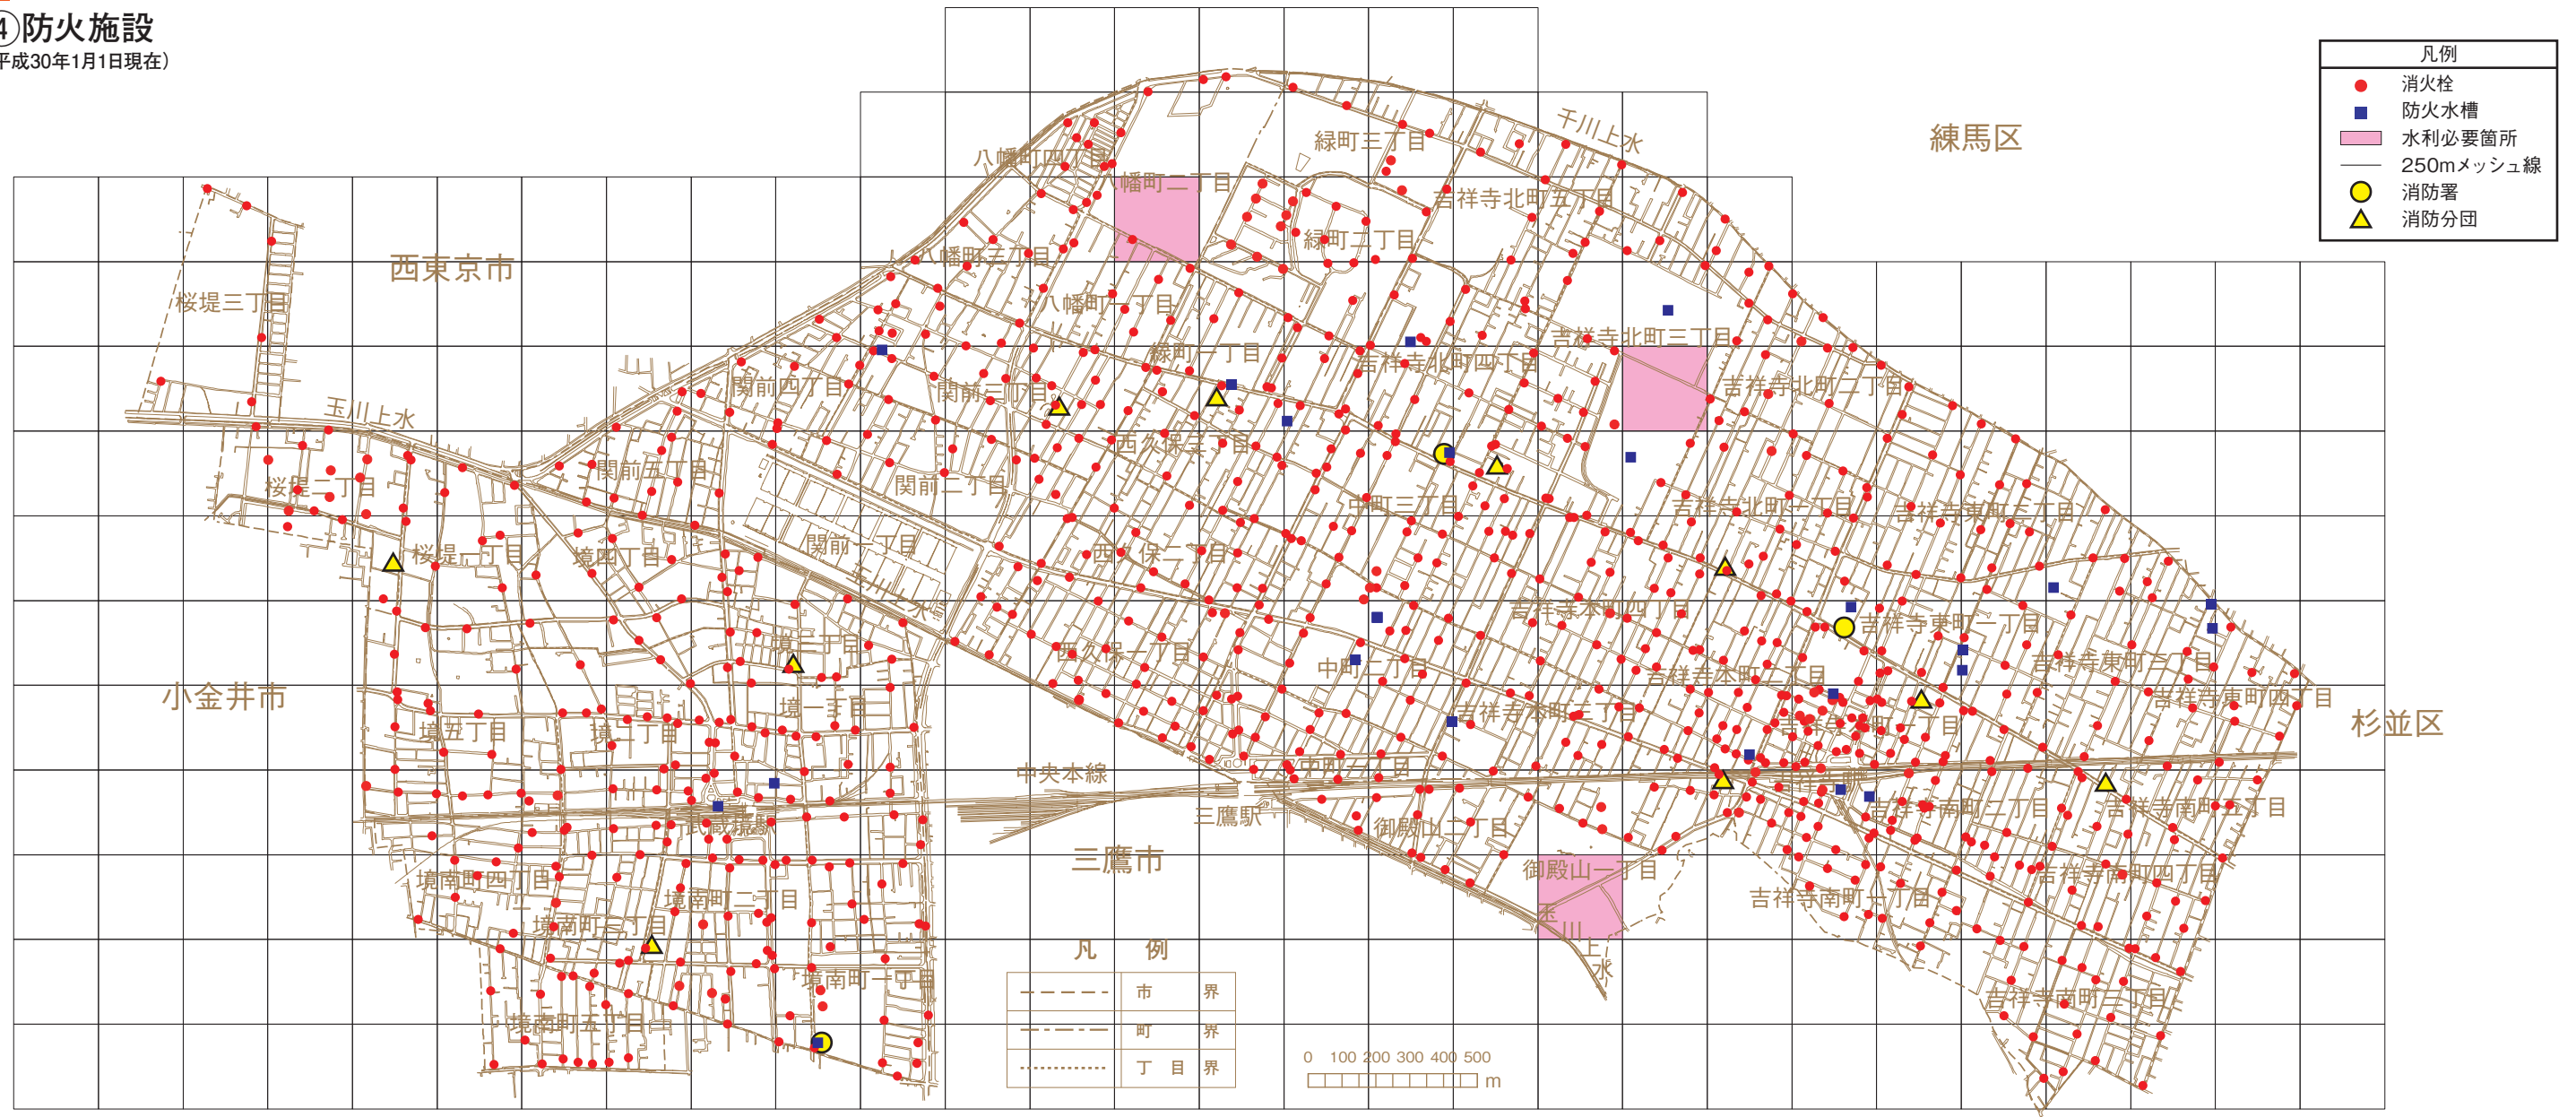 ④防火施設
平成30年1月1日現在）
凡例
消火栓
防火水槽
水利必要箇所
250mメッシュ線
消防署
消防分団
練馬区
西東京市
小金井市
三鷹市
杉並区
千川上水
緑町三丁目
八幡町四丁目
八幡町二丁目
吉祥寺北町五丁目
緑町二丁目
八幡町三丁目
桜堤三丁目
八幡町一丁目
吉祥寺北町三丁目
緑町一丁目
吉祥寺北町四丁目
関前四丁目
関前三丁目
吉祥寺北町二丁目
玉川上水
西久保三丁目
関前五丁目
桜堤二丁目
関前二丁目
中町三丁目
吉祥寺北町一丁目
吉祥寺東町二丁目
関前一丁目
桜堤一丁目
境四丁目
西久保二丁目
玉川上水
吉祥寺本町四丁目
吉祥寺東町一丁目
境三丁目
西久保一丁目
中町二丁目
吉祥寺東町三丁目
吉祥寺本町二丁目
吉祥寺東町四丁目
境一丁目
吉祥寺本町三丁目
吉祥寺本町一丁目
境五丁目
境二丁目
中央本線
中町一丁目
吉祥寺駅
三鷹駅
武蔵境駅
御殿山二丁目
吉祥寺南町二丁目
吉祥寺南町五丁目
御殿山一丁目
境南町四丁目
境南町二丁目
吉祥寺南町四丁目
吉祥寺南町一丁目
玉川上水
境南町三丁目
境南町一丁目
吉祥寺南町三丁目
境南町五丁目
凡　例
市　界
町　界
丁目界
0 100 200 300 400 500
m